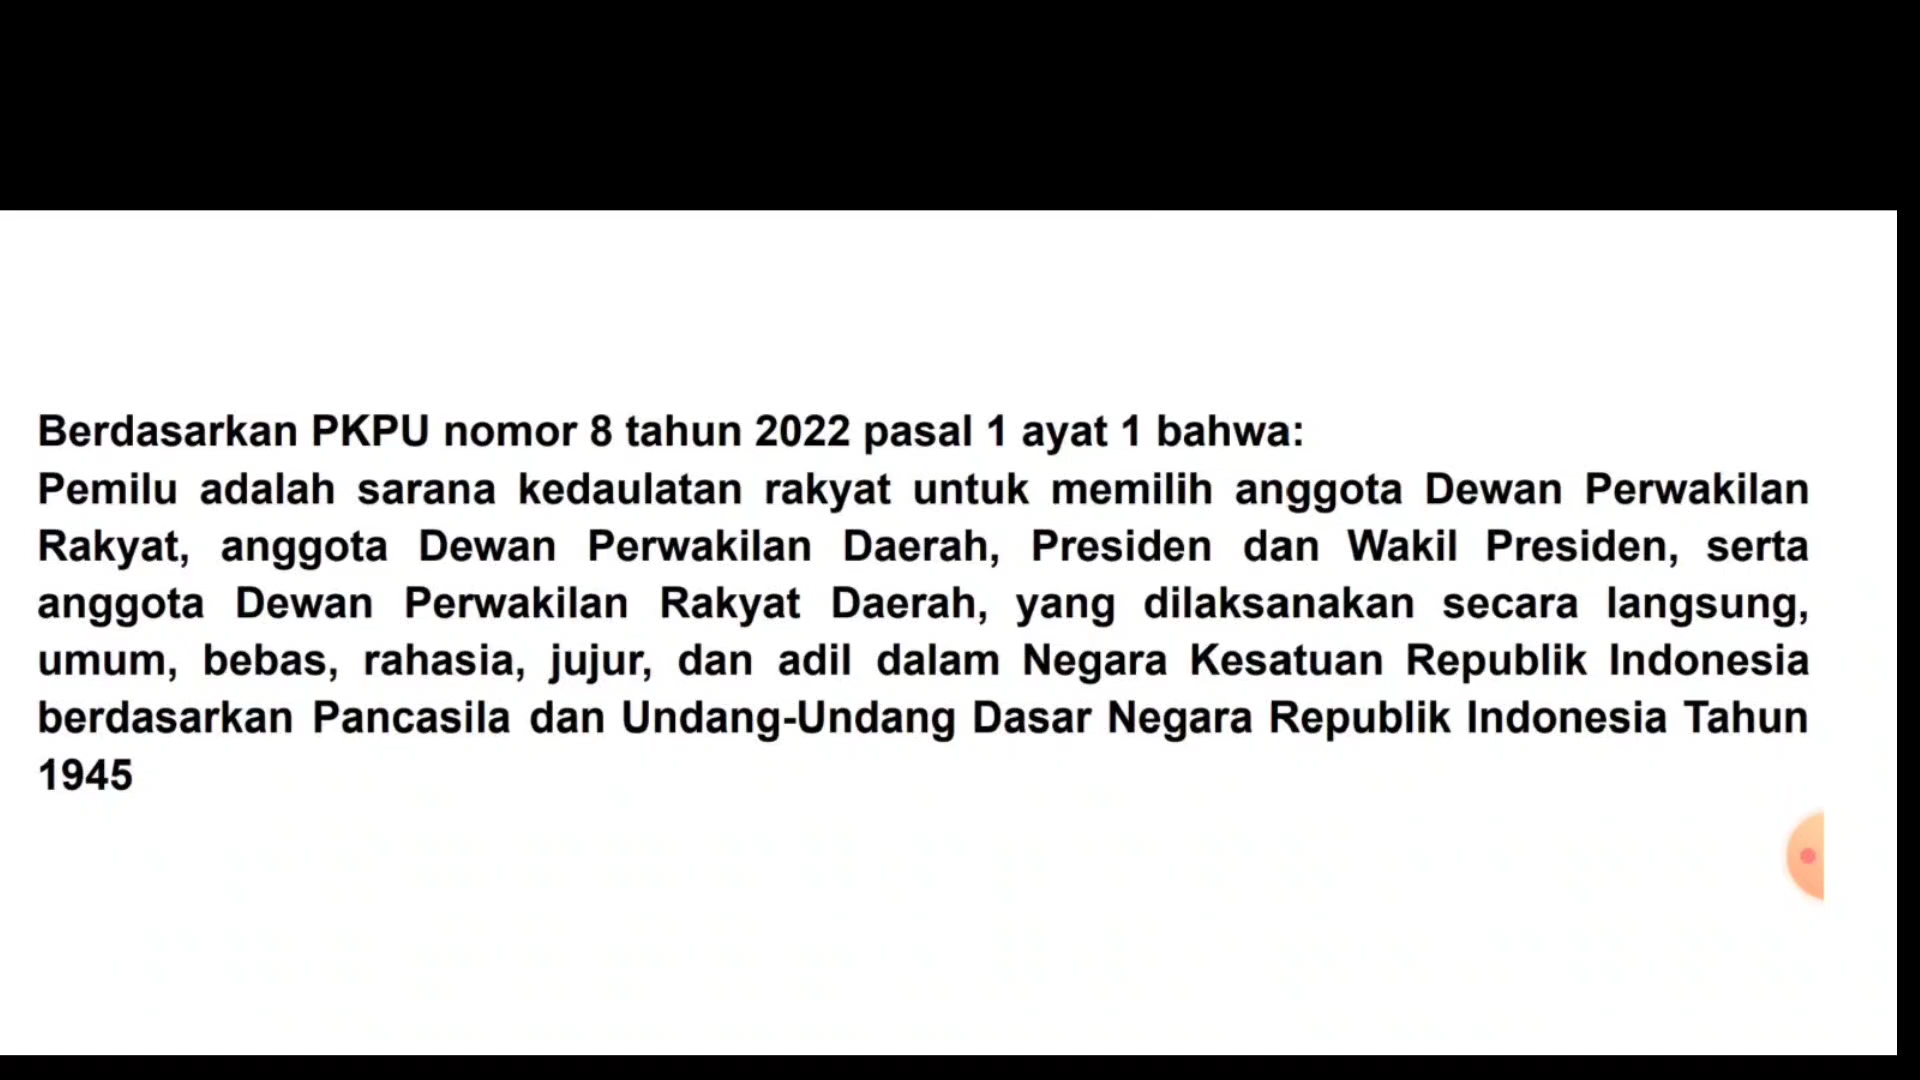 Berdasarkan PKPU nomor 8 tahun 2022 pasal 1 ayat 1 bahwa:
Pemilu adalah sarana kedaulatan rakyat untuk memilih anggota Dewan Perwakilan
Rakyat, anggota Dewan Perwakilan Daerah, Presiden dan Wakil Presiden, serta
anggota Dewan Perwakilan Rakyat Daerah, yang dilaksanakan secara langsung,
umum, bebas, rahasia, jujur, dan adil dalam Negara Kesatuan Republik Indonesia
berdasarkan Pancasila dan Undang-Undang Dasar Negara Republik Indonesia Tahun
1945